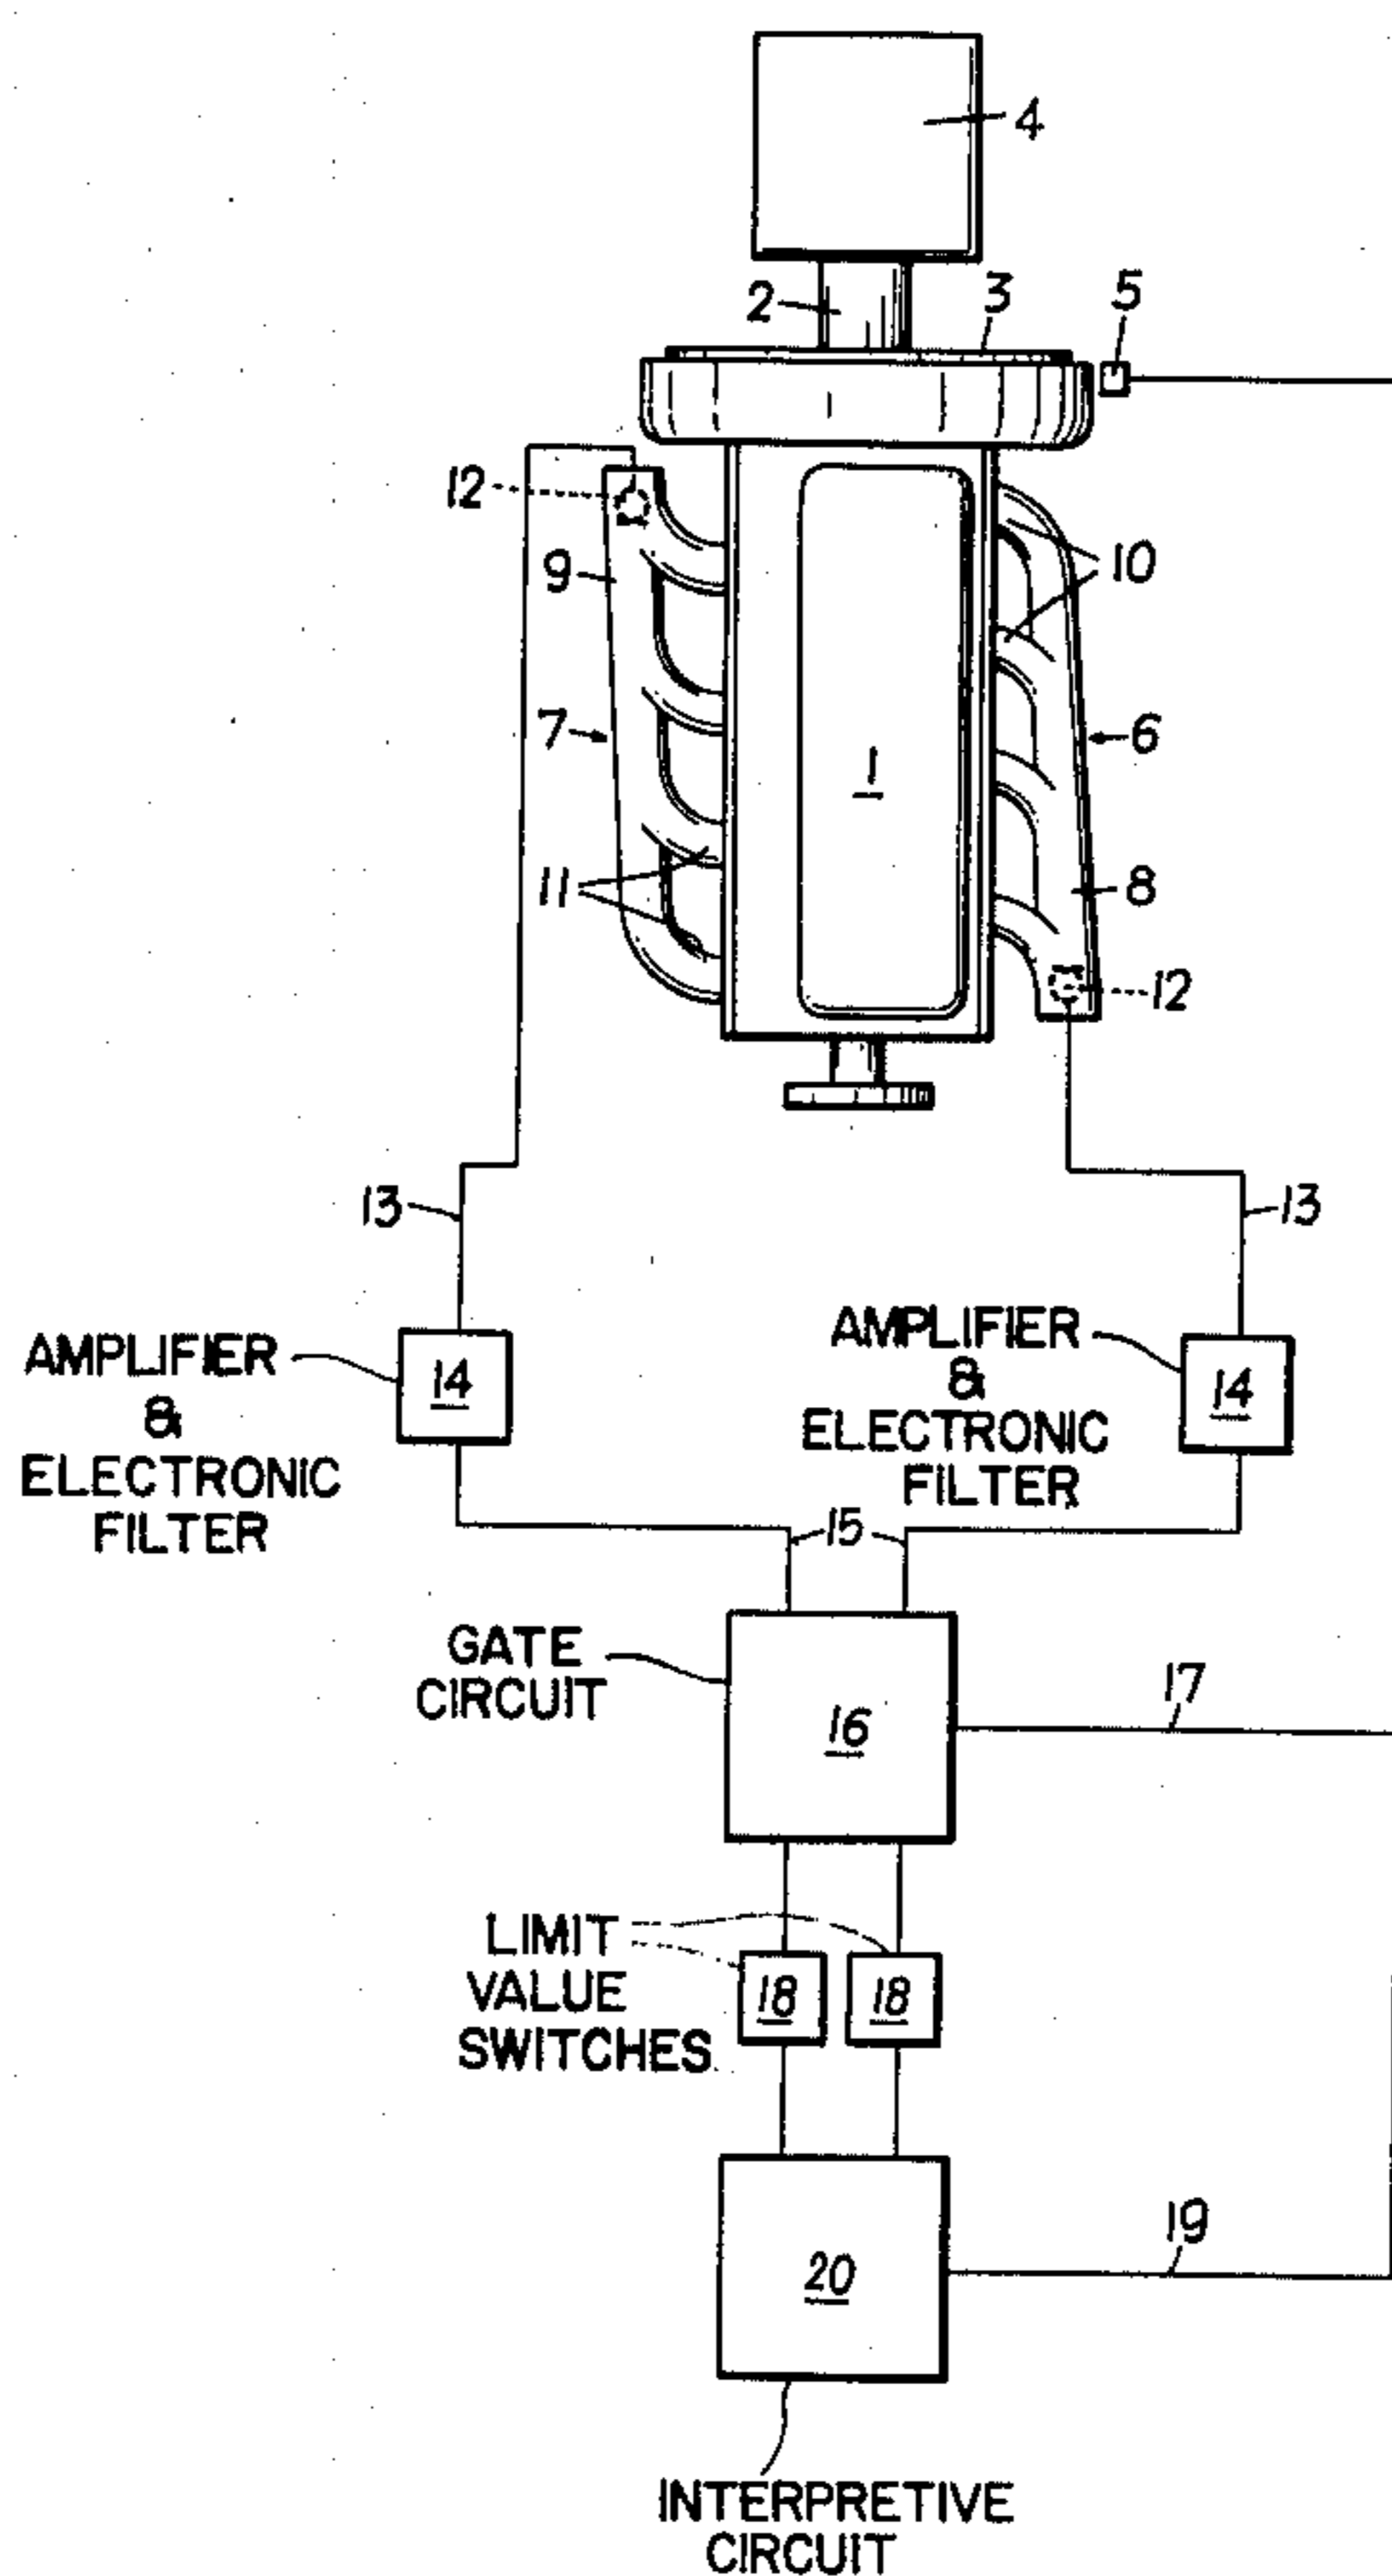 4
2
3
5
12
10
9
7
1
6
11
8
12
13
13
AMPLIFIER
&
ELECTRONIC
FILTER
14
AMPLIFIER
&
ELECTRONIC
FILTER
14
15
GATE
CIRCUIT
16
17
LIMIT
VALUE
SWITCHES
18
18
19
20
INTERPRETIVE
CIRCUIT